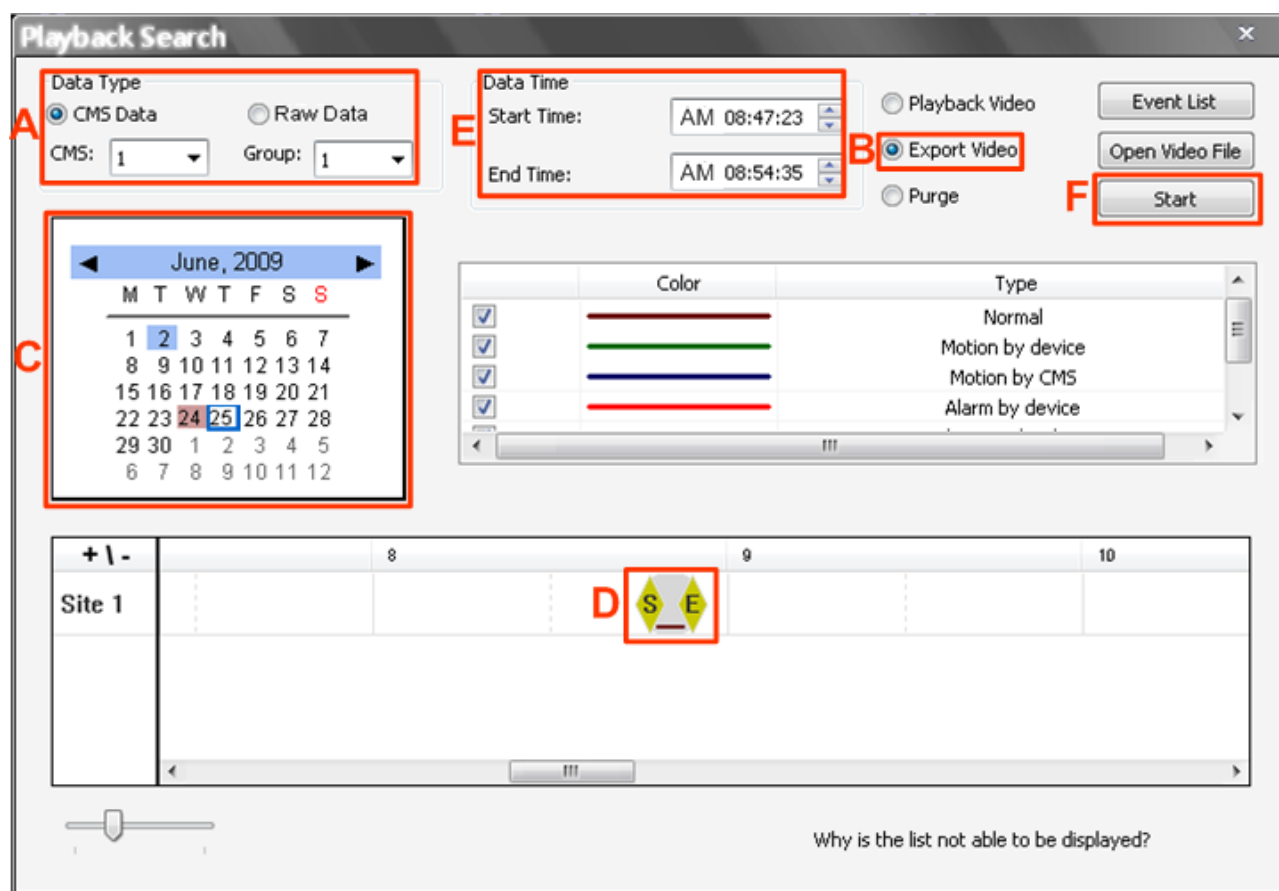 Playback Search
Data Type
A
CMS Data Raw Data
CMS: 1 Group: 1
Data Time
E
Start Time: AM 08:47:23
End Time: AM 08:54:35
Playback Video
B
Export Video
Purge
Event List
Open Video File
F
Start
C
June, 2009
M T W T F S S
1 2 3 4 5 6 7
8 9 10 11 12 13 14
15 16 17 18 19 20 21
22 23 24 25 26 27 28
29 30 1 2 3 4 5
6 7 8 9 10 11 12
Color Type
Normal
Motion by device
Motion by CMS
Alarm by device
+ \ - 8 9 10
Site 1
D
S E
Why is the list not able to be displayed?